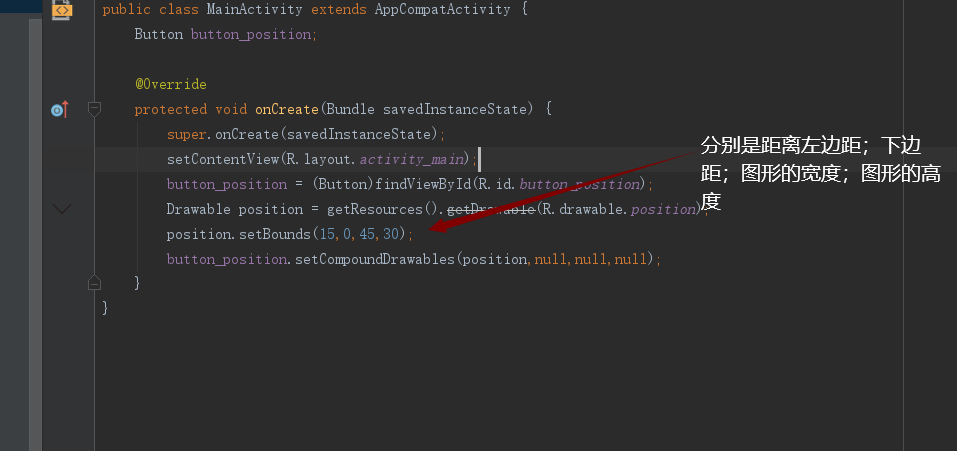 public class MainActivity extends AppCompatActivity {
Button button_position;
@Override
protected void onCreate(Bundle savedInstanceState) {
super.onCreate(savedInstanceState);
setContentView(R.layout.activity_main);
button_position = (Button)findViewById(R.id.button_position);
Drawable position = getResources().getDrawable(R.drawable.position);
position.setBounds(15,0,45,30);
button_position.setCompoundDrawables(position,null,null,null);
}
}
分别是距离左边距；下边
距；图形的宽度；图形的高
度